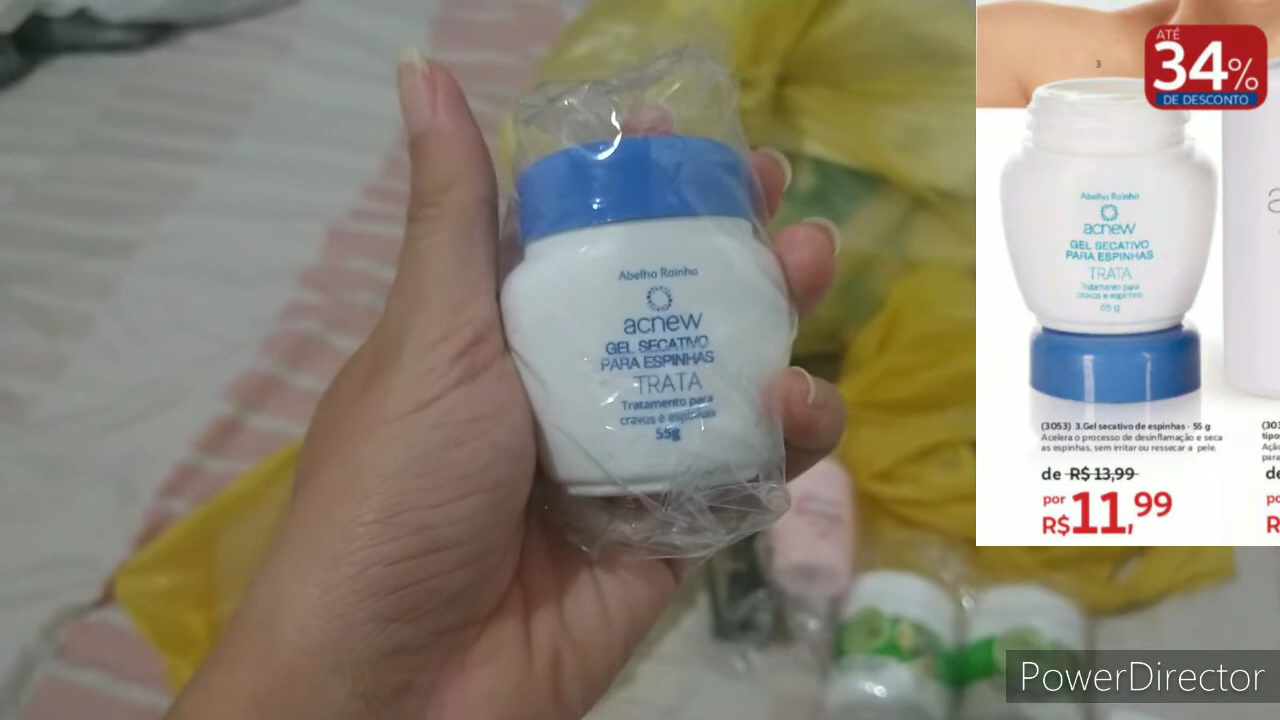 Abelha Rainha
acnew
GEL SECATIVO
PARA ESPINHAS
TRATA
Tratamento para
cravos e espinhas
55g
ATÉ
34%
DE DESCONTO
3
Abelha Rainha
acnew
GEL SECATIVO
PARA ESPINHAS
TRATA
Tratamento para
cravos e espinhas
55 g
(3053) 3.Gel secativo de espinhas - 55 g
Acelera o processo de desinflamação e seca
as espinhas, sem irritar ou ressecar a pele.
de R$ 13,99
por
R$11,99
PowerDirector